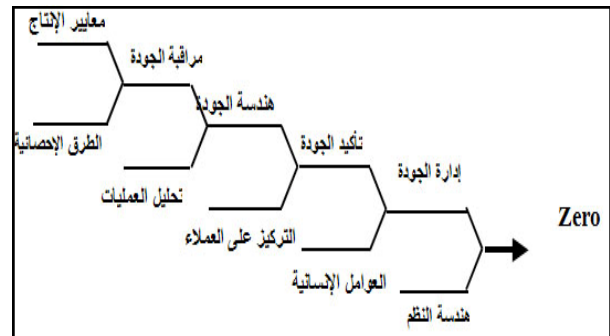 معايير الإنتاج
مراقبة الجودة
هندسة الجودة
الطرق الإحصائية
تأكيد الجودة
إدارة الجودة
تحليل العمليات
Zero
التركيز على العملاء
العوامل الإنسانية
هندسة النظم